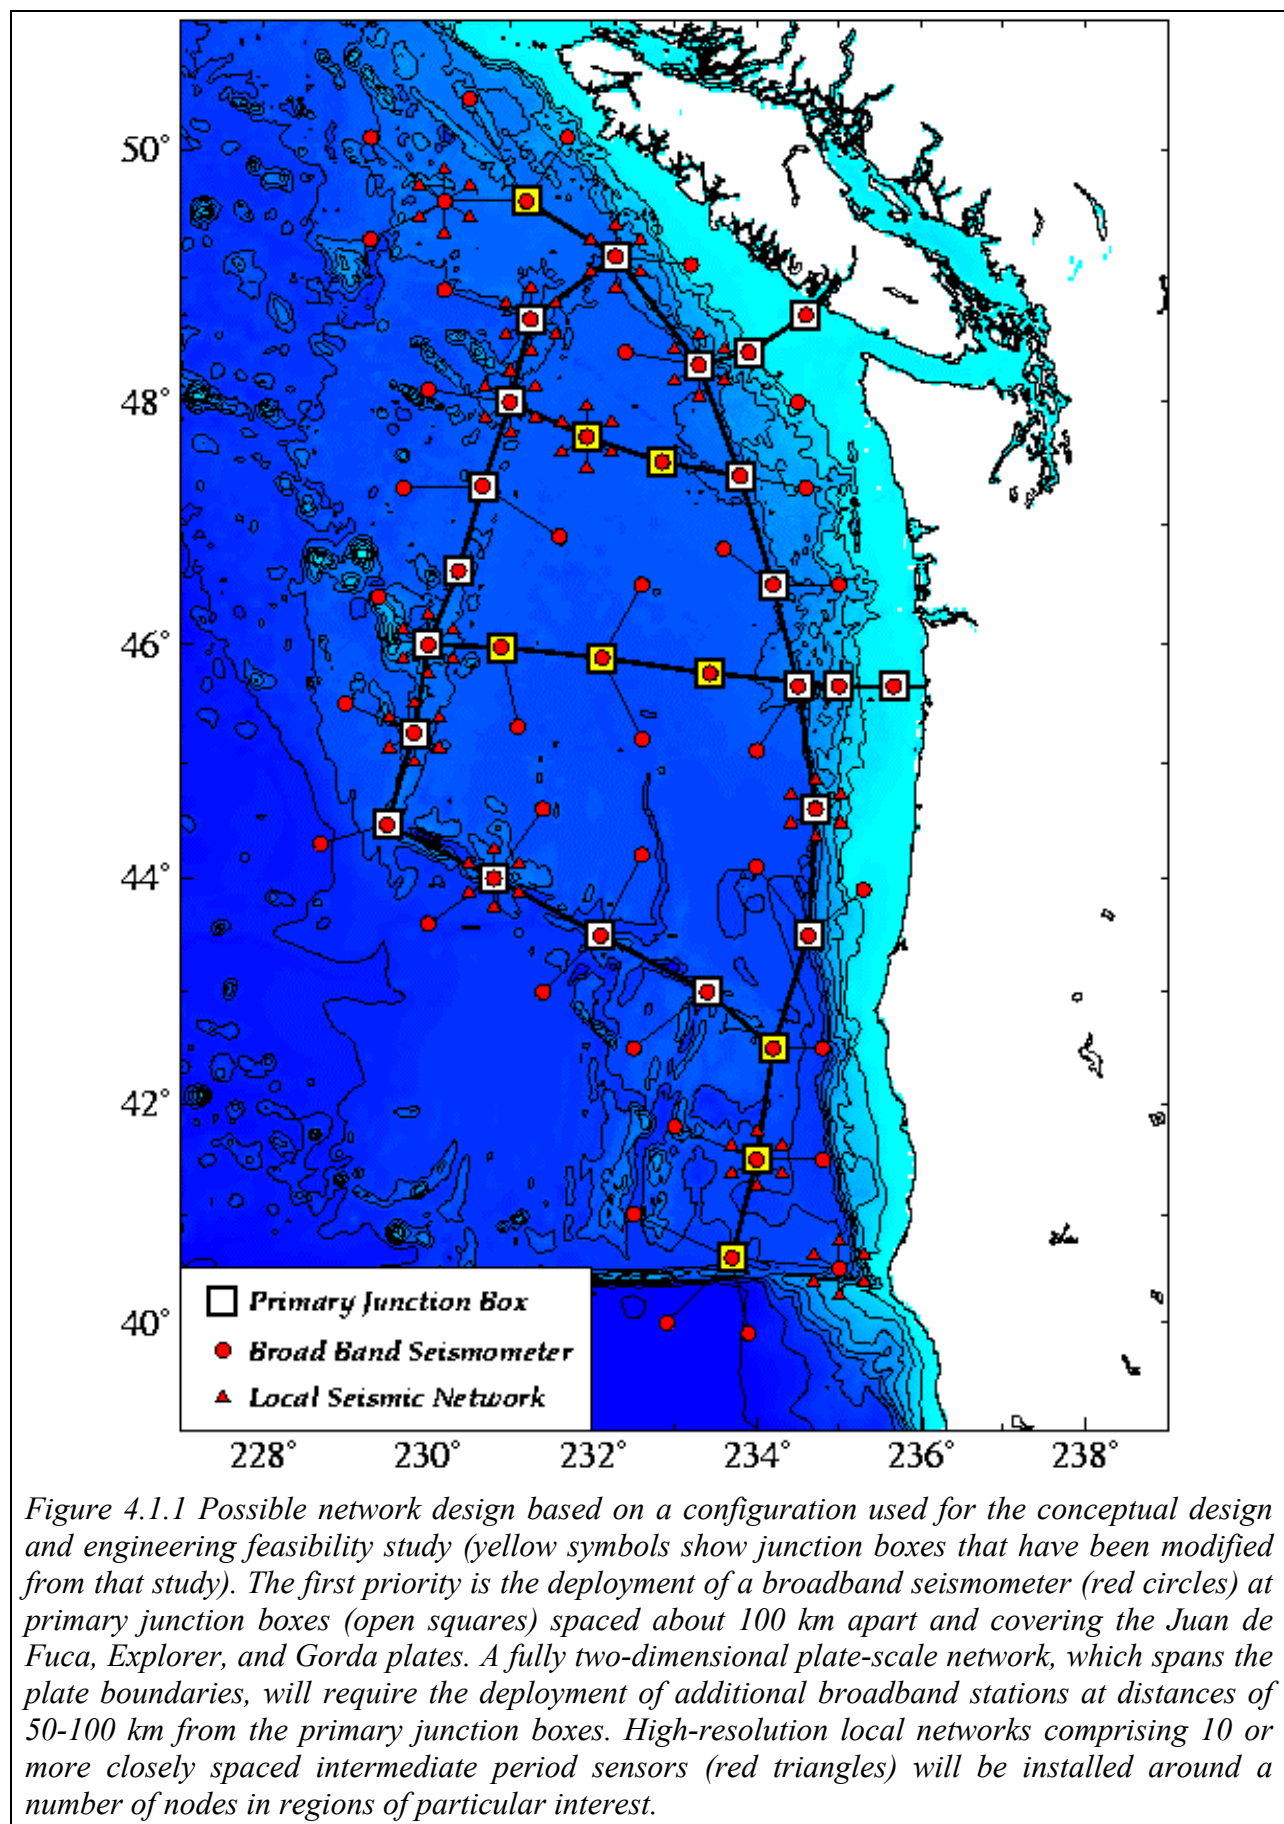 50°
48°
46°
44°
42°
40°
Primary Junction Box
Broad Band Seismometer
Local Seismic Network
228° 230° 232° 234° 236° 238°
Figure 4.1.1 Possible network design based on a configuration used for the conceptual design
and engineering feasibility study (yellow symbols show junction boxes that have been modified
from that study). The first priority is the deployment of a broadband seismometer (red circles) at
primary junction boxes (open squares) spaced about 100 km apart and covering the Juan de
Fuca, Explorer, and Gorda plates. A fully two-dimensional plate-scale network, which spans the
plate boundaries, will require the deployment of additional broadband stations at distances of
50-100 km from the primary junction boxes. High-resolution local networks comprising 10 or
more closely spaced intermediate period sensors (red triangles) will be installed around a
number of nodes in regions of particular interest.